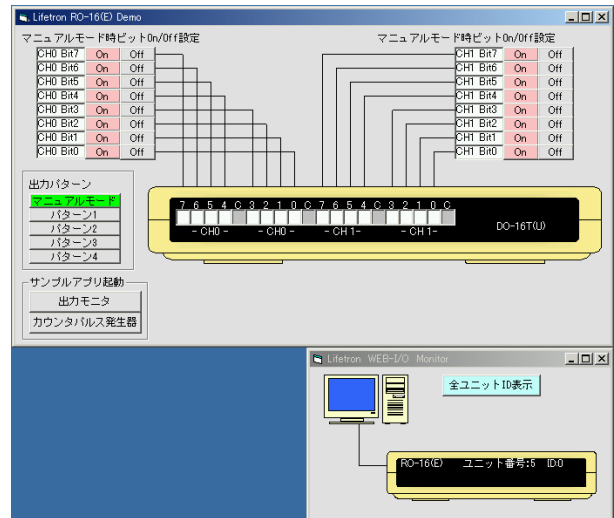 Lifetron RO-16(E) Demo
マニュアルモード時ビットOn/Off設定
CH0 Bit7 On Off
CH0 Bit6 On Off
CH0 Bit5 On Off
CH0 Bit4 On Off
CH0 Bit3 On Off
CH0 Bit2 On Off
CH0 Bit1 On Off
CH0 Bit0 On Off
マニュアルモード時ビットOn/Off設定
CH1 Bit7 On Off
CH1 Bit6 On Off
CH1 Bit5 On Off
CH1 Bit4 On Off
CH1 Bit3 On Off
CH1 Bit2 On Off
CH1 Bit1 On Off
CH1 Bit0 On Off
出力パターン
マニュアルモード
パターン1
パターン2
パターン3
パターン4
7 6 5 4 C 3 2 1 0 C 7 6 5 4 C 3 2 1 0 C
- CH0 - - CH0 - - CH 1- - CH 1-
DO-16T(U)
サンプルアプリ起動
出力モニタ
カウンタパルス発生器
Lifetron WEB-I/O Monitor
全ユニットID表示
RO-16(E) ユニット番号:5 ID:0